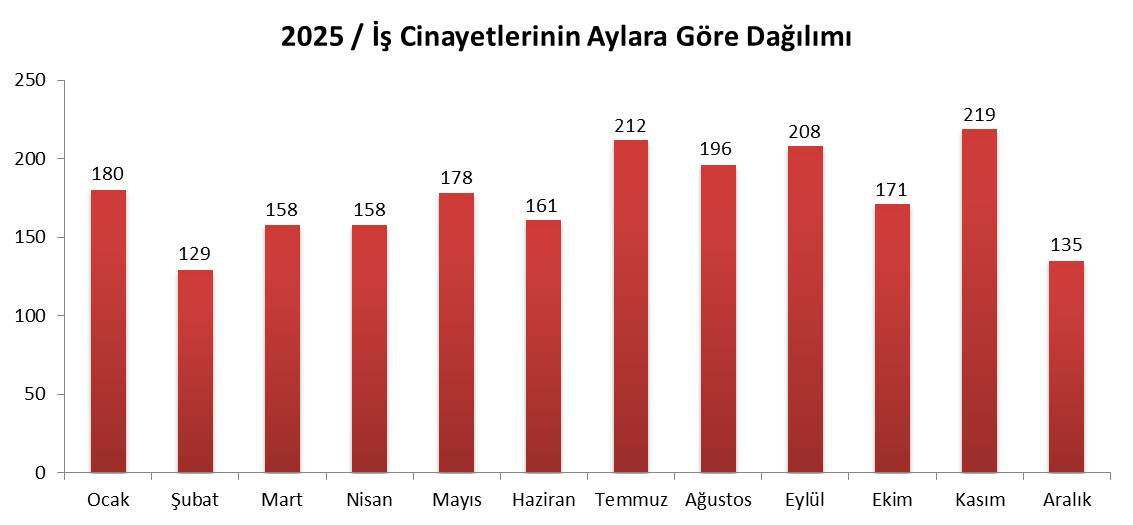 2025 / İş Cinayetlerinin Aylara Göre Dağılımı
250
200
150
100
50
0
180
129
158
158
178
161
212
196
208
171
219
135
Ocak
Şubat
Mart
Nisan
Mayıs
Haziran
Temmuz
Ağustos
Eylül
Ekim
Kasım
Aralık